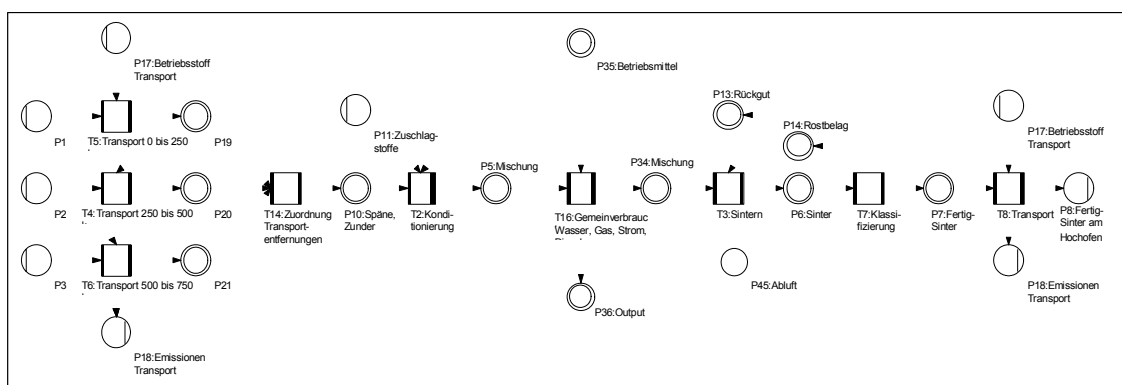 P17:Betriebsstoff
Transport
P1
T5:Transport 0 bis 250
P19
P2
T4:Transport 250 bis 500
P20
P3
T6:Transport 500 bis 750
P21
P18:Emissionen
Transport
T14:Zuordnung
Transport-
entfernungen
P11:Zuschlag-
stoffe
P10:Späne,
Zunder
T2:Kondi-
tionierung
P5:Mischung
P35:Betriebsmittel
T16:Gemeinverbrauc
Wasser, Gas, Strom,
P36:Output
P34:Mischung
P13:Rückgut
P14:Rostbelag
T3:Sintern
P45:Abluft
P6:Sinter
T7:Klassi-
fizierung
P7:Fertig-
Sinter
P17:Betriebsstoff
Transport
T8:Transport
P8:Fertig-
Sinter am
Hochofen
P18:Emissionen
Transport